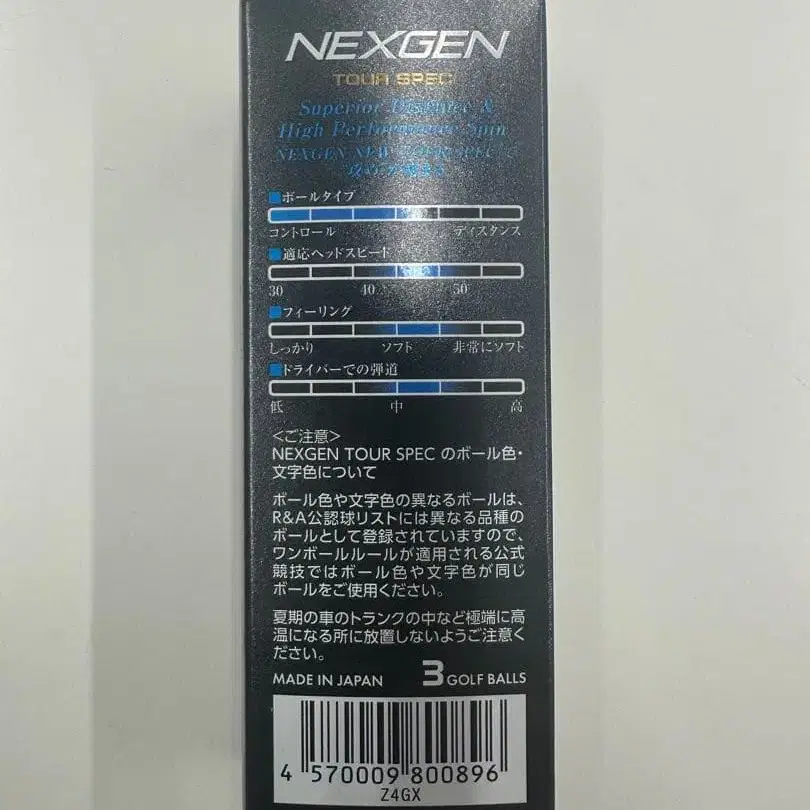 NEXGEN
TOUR SPEC
Superior Distance &
High Performance Spin
NEXGEN NEW TOUR SPEC で
ボールタイプ
コントロール ディスタンス
適応ヘッドスピード
30 40 50
フィーリング
しっかり ソフト 非常にソフト
ドライバーでの弾道
低 中 高
<ご注意>
NEXGEN TOUR SPEC のボール色・
文字色について
ボール色や文字色の異なるボールは、
R&A公認球リストには異なる品種の
ボールとして登録されていますので、
ワンボールルールが適用される公式
競技ではボール色や文字色が同じ
ボールをご使用ください。
夏期の車のトランクの中など極端に高
温になる所に放置しないようご注意く
ださい。
MADE IN JAPAN 3 GOLF BALLS
4 570009 800896
Z4GX